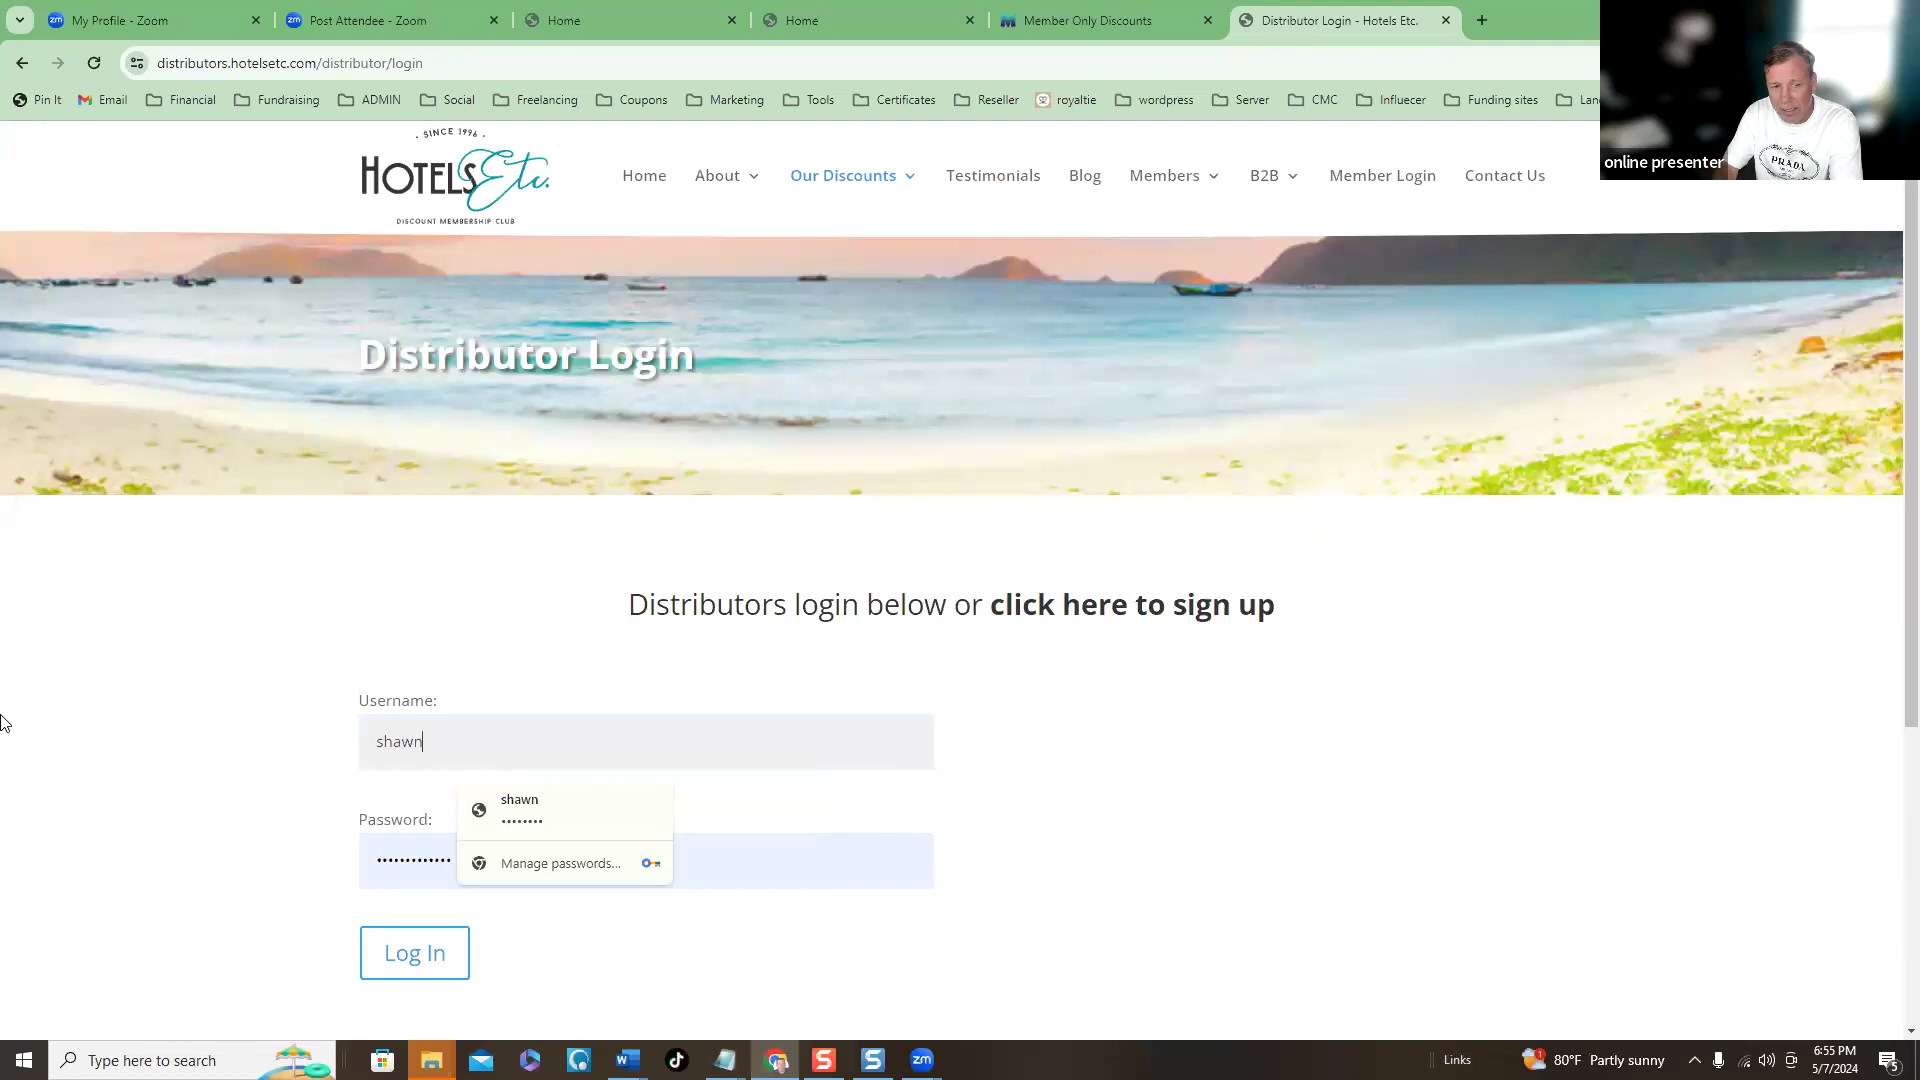 My Profile - Zoom
Post Attendee - Zoom
Home
Home
Member Only Discounts
Distributor Login - Hotels Etc.
distributors.hotelsetc.com/distributor/login
Pin It
Email
Financial
Fundraising
ADMIN
Social
Freelancing
Coupons
Marketing
Tools
Certificates
Reseller
royaltie
wordpress
Server
CMC
Influecer
Funding sites
Lan
online presenter
PRADA
· SINCE 1996 ·
HOTELS Etc.
DISCOUNT MEMBERSHIP CLUB
Home
About
Our Discounts
Testimonials
Blog
Members
B2B
Member Login
Contact Us
Distributor Login
Distributors login below or click here to sign up
Username:
shawn
shawn
••••••••
Password:
•••••••••••••
Manage passwords...
Log In
Type here to search
Links
80°F Partly sunny
6:55 PM
5/7/2024